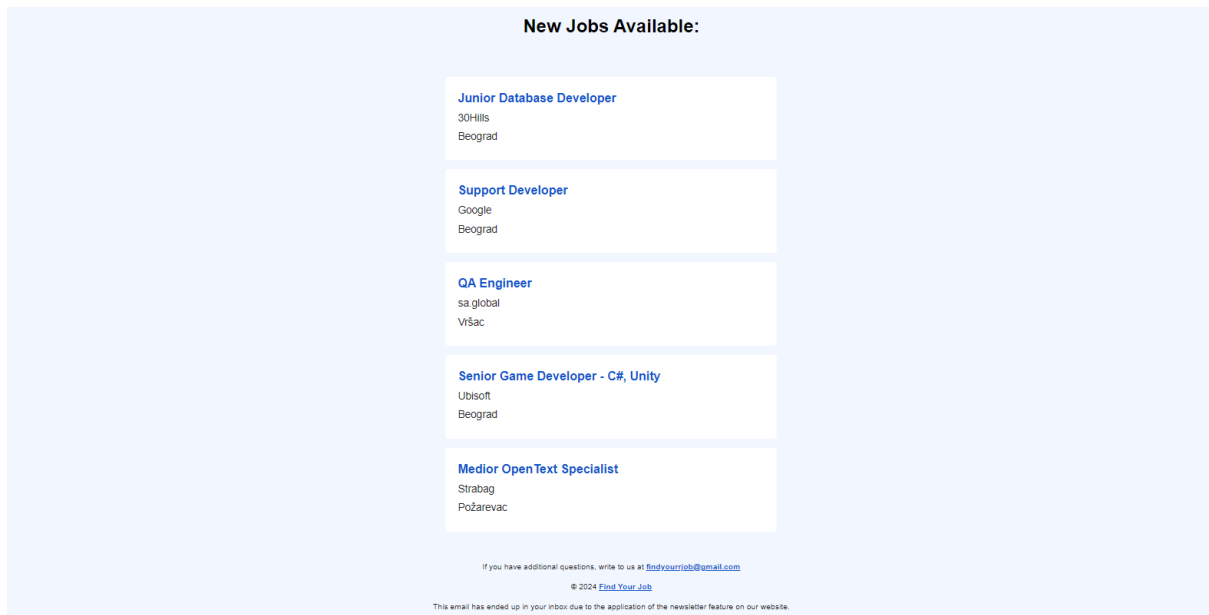 New Jobs Available:
Junior Database Developer
30Hills
Beograd
Support Developer
Google
Beograd
QA Engineer
sa.global
Vršac
Senior Game Developer - C#, Unity
Ubisoft
Beograd
Medior OpenText Specialist
Strabag
Požarevac
If you have additional questions, write to us at findyourrjob@gmail.com
© 2024 Find Your Job
This email has ended up in your inbox due to the application of the newsletter feature on our website.